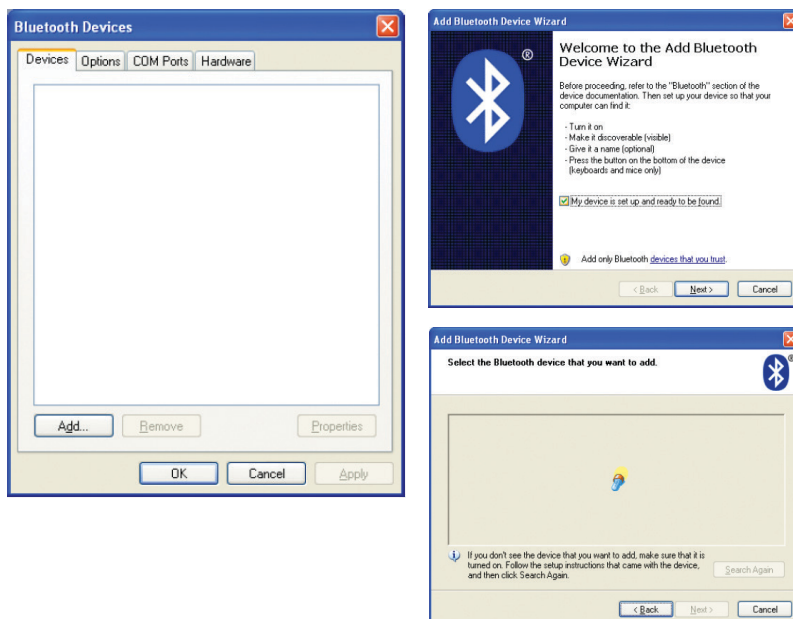 Bluetooth Devices
Devices Options COM Ports Hardware
Add... Remove Properties
OK Cancel Apply
Add Bluetooth Device Wizard
®
Welcome to the Add Bluetooth
Device Wizard
Before proceeding, refer to the "Bluetooth" section of the
device documentation. Then set up your device so that your
computer can find it:
- Turn it on
- Make it discoverable (visible)
- Give it a name (optional)
- Press the button on the bottom of the device
(keyboards and mice only)
My device is set up and ready to be found.
Add only Bluetooth devices that you trust.
< Back Next > Cancel
Add Bluetooth Device Wizard
Select the Bluetooth device that you want to add.
®
If you don't see the device that you want to add, make sure that it is
turned on. Follow the setup instructions that came with the device,
and then click Search Again.
Search Again
< Back Next > Cancel